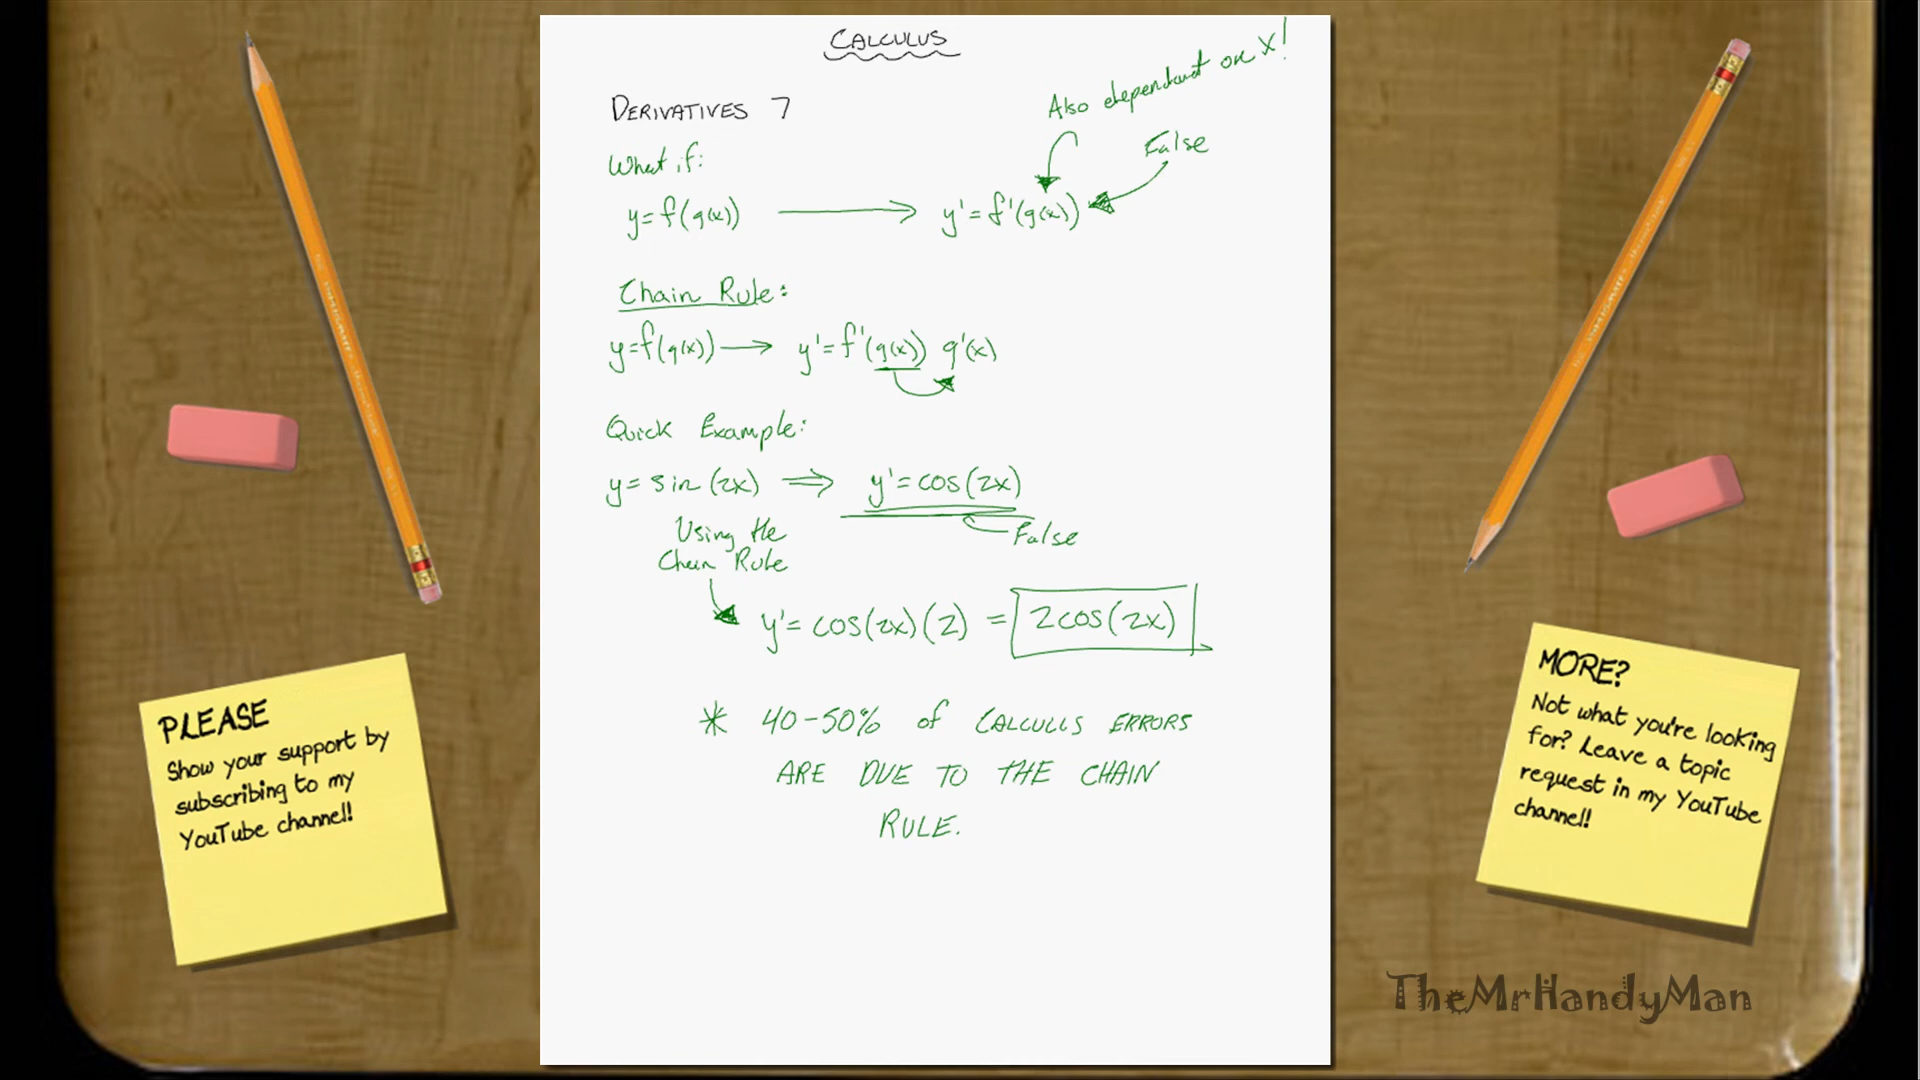 CALCULUS
DERIVATIVES 7
Also dependant on x!
What if:
False
y=f(g(x))
y'=f'(g(x))
Chain Rule:
y=f(g(x))
y'=f'(g(x)) g'(x)
Quick Example:
y=sin(2x) ⇒ y'=cos(2x)
Using the
Chain Rule
False
y'=cos(2x)(2) = 2cos(2x)
* 40-50% of CALCULUS ERRORS
ARE DUE TO THE CHAIN
RULE.
PLEASE
Show your support by
subscribing to my
YouTube channel!
MORE?
Not what you're looking
for? Leave a topic
request in my YouTube
channel!
TheMrHandyMan